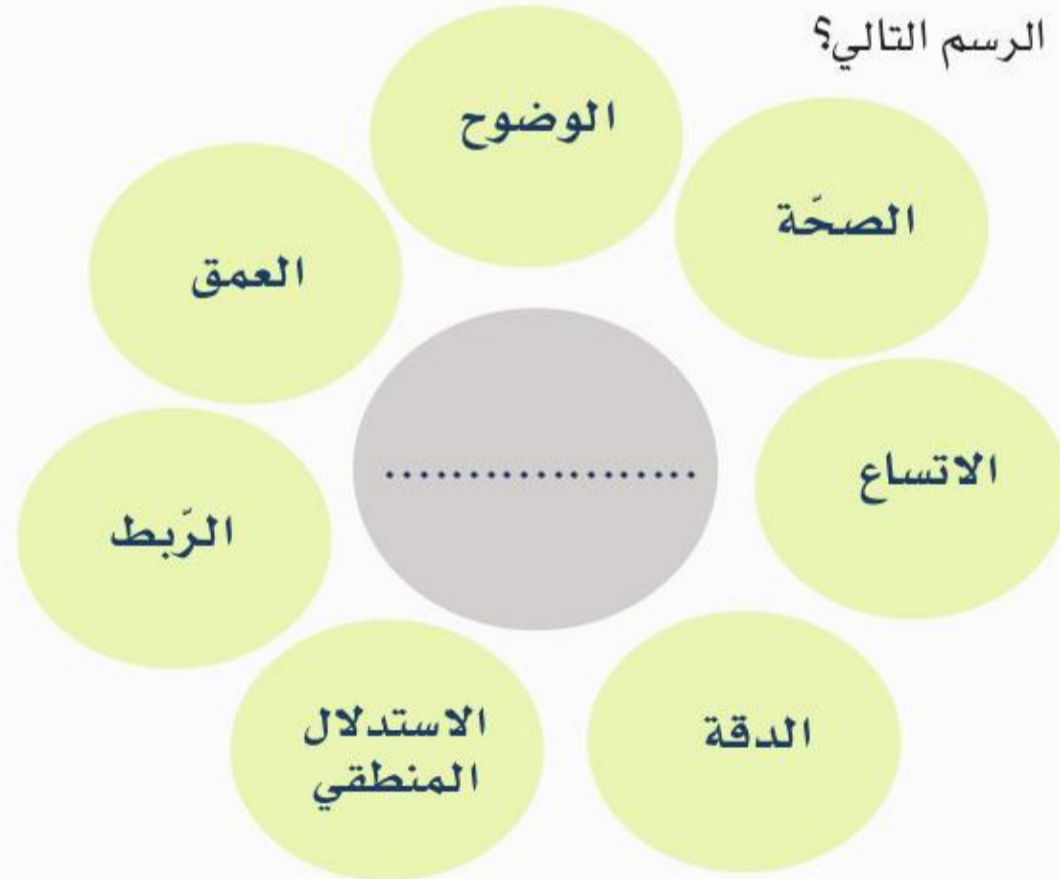 الرسم التالي؟
الوضوح
الصحّة
العمق
الاتساع
...................
الرّبط
الدقة
الاستدلال
المنطقي